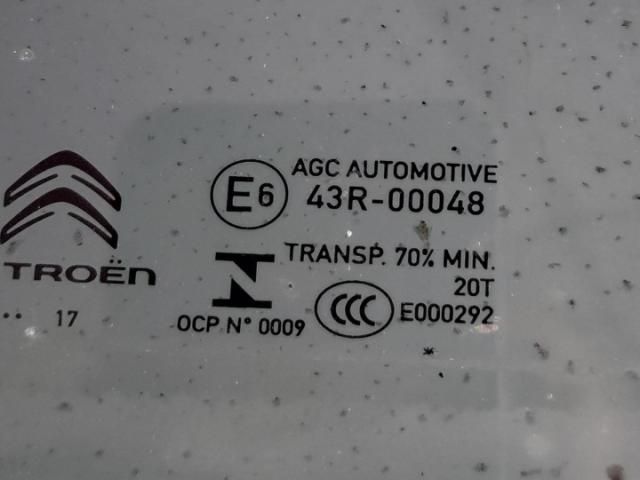 AGC AUTOMOTIVE
E6 43R-00048
TROËN
TRANSP. 70% MIN.
20T
•• 17
OCP N° 0009
CCC E000292